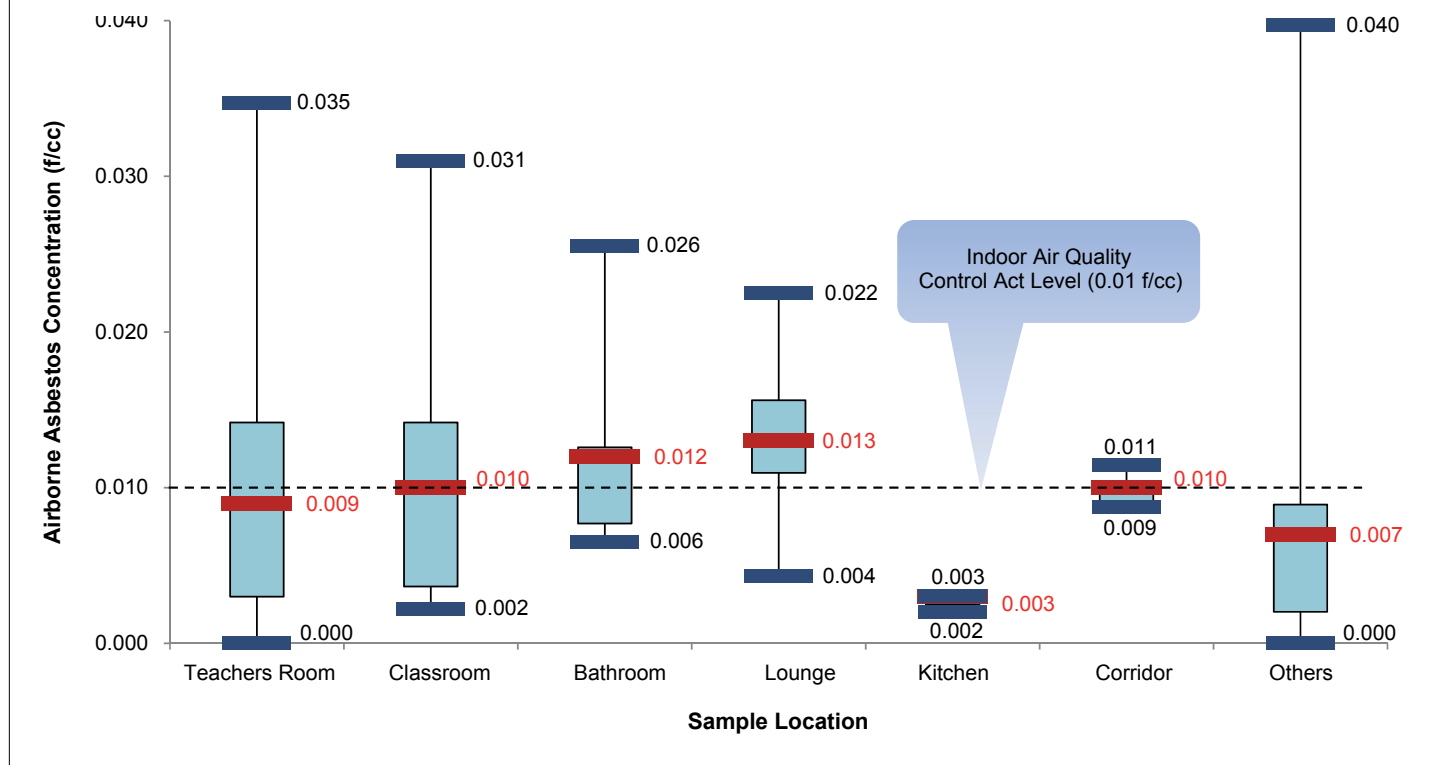 0.040
0.030
0.020
0.010
0.000
Airborne Asbestos Concentration (f/cc)
0.035
0.009
0.000
0.031
0.010
0.002
0.026
0.012
0.006
0.022
0.013
0.004
0.003
0.003
0.002
0.011
0.010
0.009
0.040
0.007
0.000
Indoor Air Quality
Control Act Level (0.01 f/cc)
Teachers Room
Classroom
Bathroom
Lounge
Kitchen
Corridor
Others
Sample Location